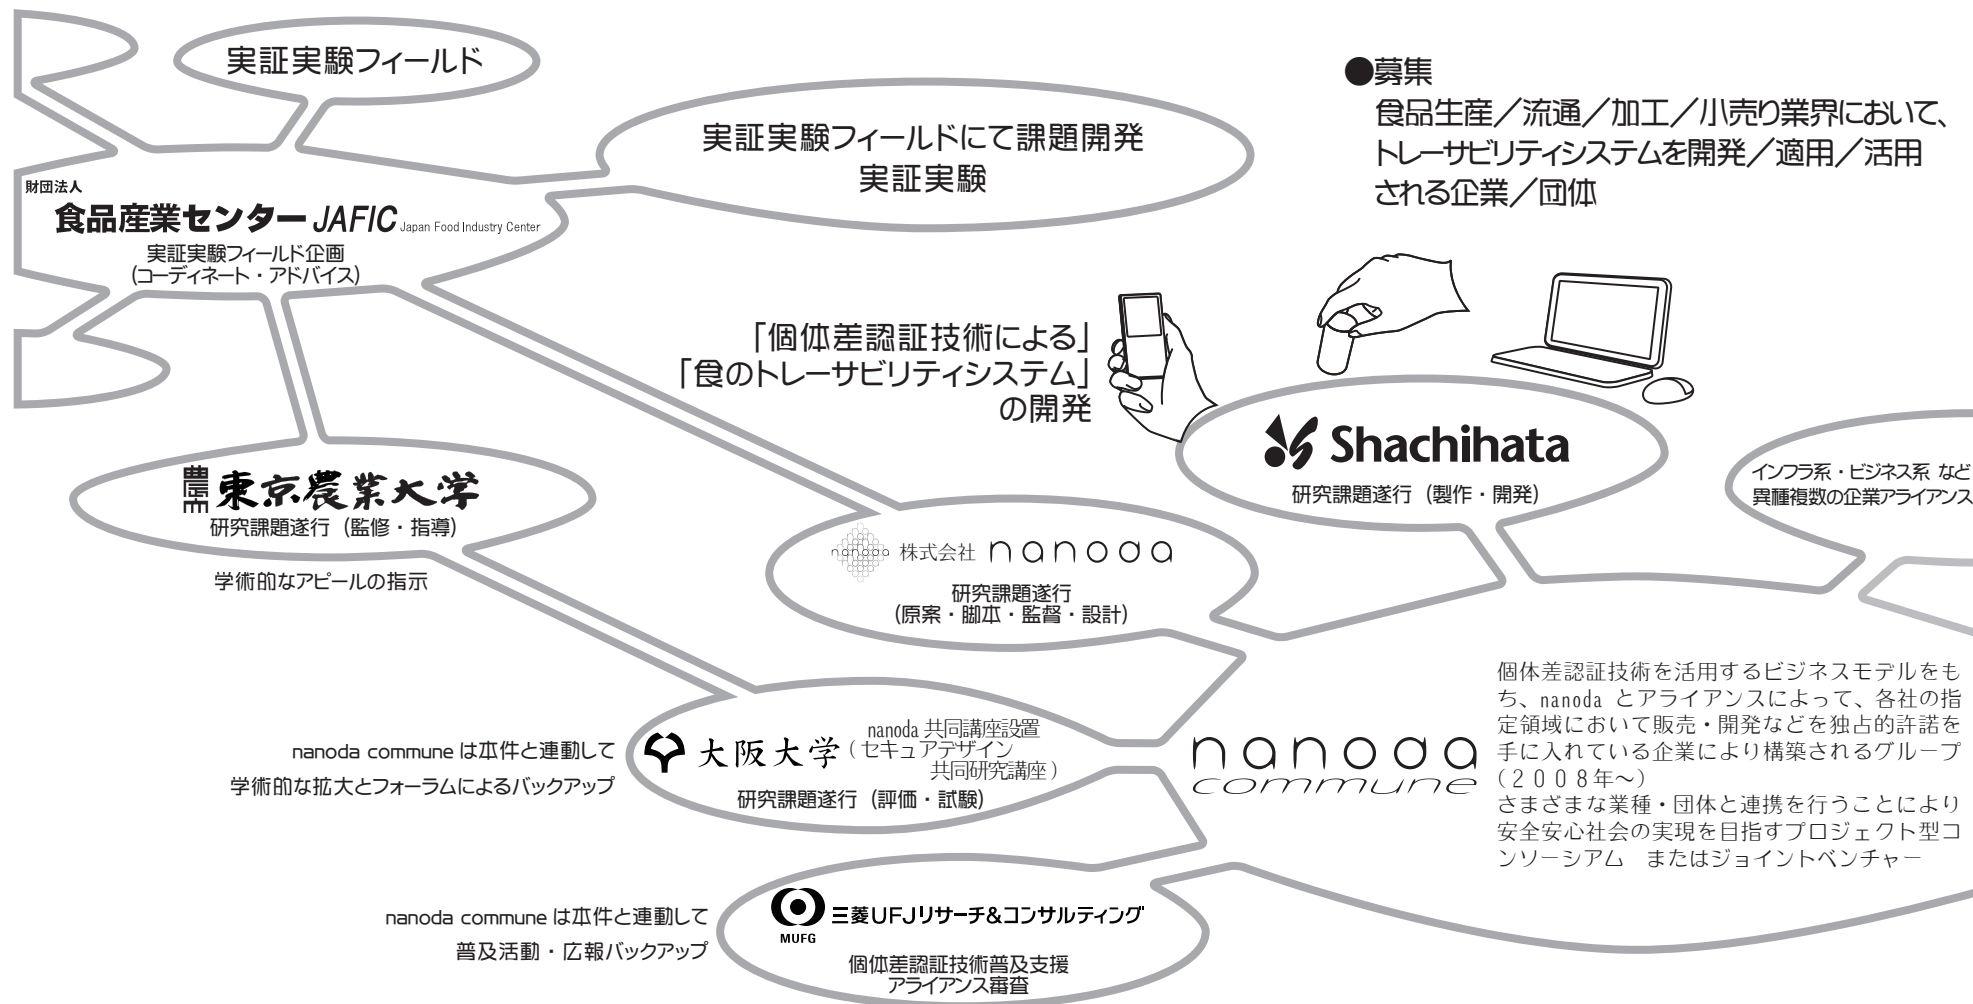 実証実験フィールド
実証実験フィールドにて課題開発
実証実験
●募集
食品生産／流通／加工／小売り業界において、
トレーサビリティシステムを開発／適用／活用
される企業／団体
財団法人
食品産業センター JAFIC Japan Food Industry Center
実証実験フィールド企画
(コーディネート・アドバイス)
「個体差認証技術による」
「食のトレーサビリティシステム」
の開発
Shachihata
研究課題遂行（製作・開発）
インフラ系・ビジネス系 など
異種複数の企業アライアンス
東京農業大学
研究課題遂行（監修・指導）
学術的なアピールの指示
nanoda 株式会社 nanoda
研究課題遂行
(原案・脚本・監督・設計)
nanoda commune は本件と連動して
学術的な拡大とフォーラムによるバックアップ
大阪大学（nanoda 共同講座設置
セキュアデザイン
共同研究講座）
研究課題遂行（評価・試験）
nanoda
commune
個体差認証技術を活用するビジネスモデルをも
ち、nanoda とアライアンスによって、各社の指
定領域において販売・開発などを独占的許諾を
手に入れている企業により構築されるグループ
（２００８年～）
さまざまな業種・団体と連携を行うことにより
安全安心社会の実現を目指すプロジェクト型コ
ンソーシアム　またはジョイントベンチャー
nanoda commune は本件と連動して
普及活動・広報バックアップ
MUFG
三菱UFJリサーチ&コンサルティング
個体差認証技術普及支援
アライアンス審査